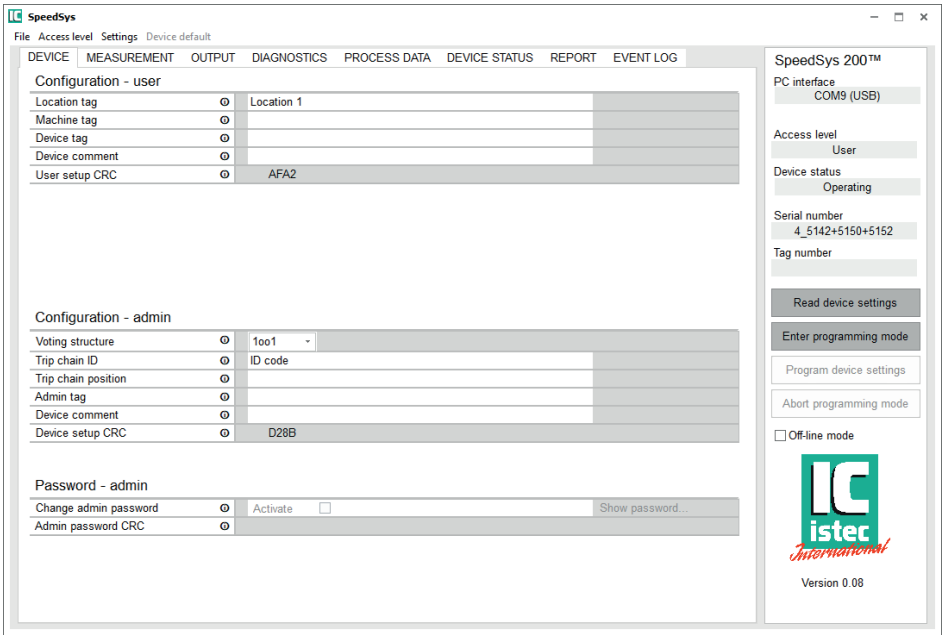 SpeedSys
File Access level Settings Device default
DEVICE MEASUREMENT OUTPUT DIAGNOSTICS PROCESS DATA DEVICE STATUS REPORT EVENT LOG
Configuration - user
Location tag Location 1
Machine tag
Device tag
Device comment
User setup CRC AFA2
Configuration - admin
Voting structure 1oo1
Trip chain ID ID code
Trip chain position
Admin tag
Device comment
Device setup CRC D28B
Password - admin
Change admin password Activate Show password...
Admin password CRC
SpeedSys 200™
PC interface
COM9 (USB)
Access level
User
Device status
Operating
Serial number
4_5142+5150+5152
Tag number
Read device settings
Enter programming mode
Program device settings
Abort programming mode
Off-line mode
IC
istec
International
Version 0.08